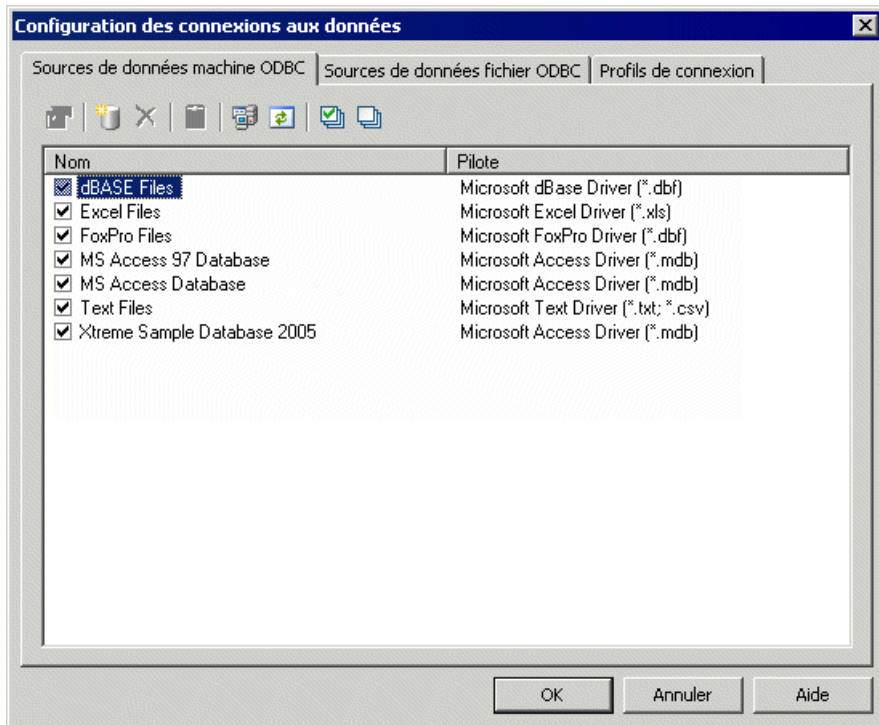 Configuration des connexions aux données
Sources de données machine ODBC
Sources de données fichier ODBC
Profils de connexion
Nom Pilote
dBASE Files Microsoft dBase Driver (*.dbf)
Excel Files Microsoft Excel Driver (*.xls)
FoxPro Files Microsoft FoxPro Driver (*.dbf)
MS Access 97 Database Microsoft Access Driver (*.mdb)
MS Access Database Microsoft Access Driver (*.mdb)
Text Files Microsoft Text Driver (*.txt; *.csv)
Xtreme Sample Database 2005 Microsoft Access Driver (*.mdb)
OK Annuler Aide